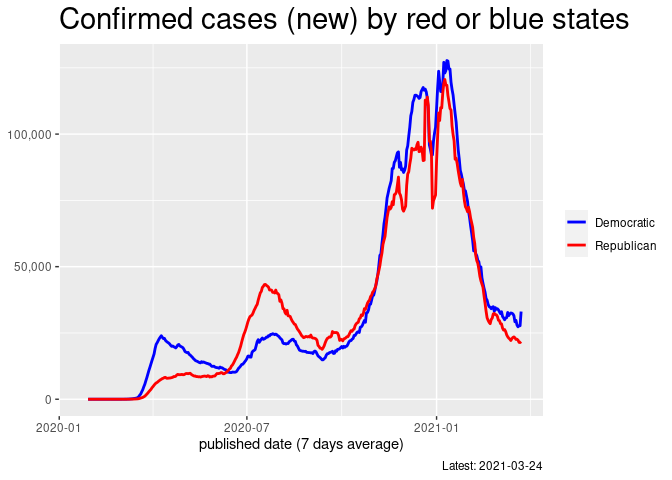 Confirmed cases (new) by red or blue states
100,000
50,000
0
2020-01
2020-07
2021-01
published date (7 days average)
Democratic
Republican
Latest: 2021-03-24